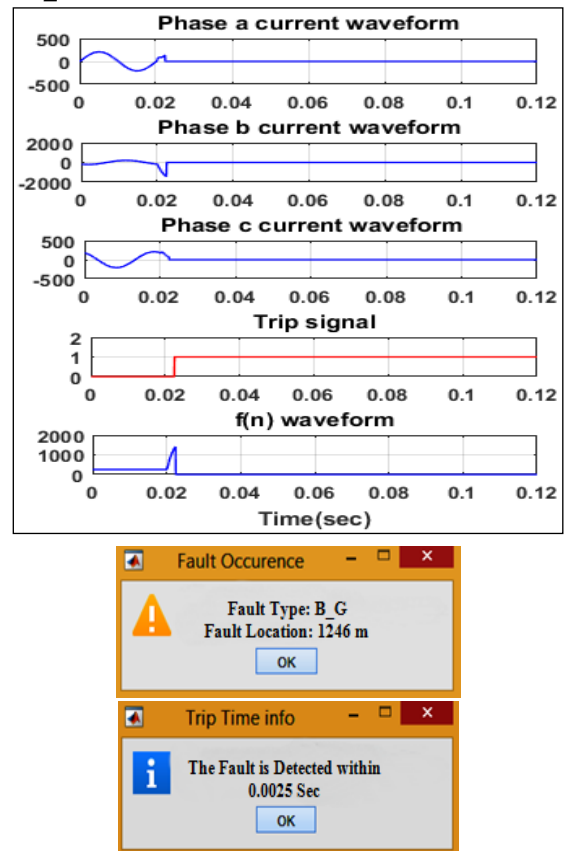 Phase a current waveform
500
0
-500
0 0.02 0.04 0.06 0.08 0.1 0.12
Phase b current waveform
2000
0
-2000
0 0.02 0.04 0.06 0.08 0.1 0.12
Phase c current waveform
500
0
-500
0 0.02 0.04 0.06 0.08 0.1 0.12
Trip signal
2
1
0
0 0.02 0.04 0.06 0.08 0.1 0.12
f(n) waveform
2000
1000
0
0 0.02 0.04 0.06 0.08 0.1 0.12
Time(sec)
Fault Occurence
Fault Type: B_G
Fault Location: 1246 m
OK
Trip Time info
The Fault is Detected within
0.0025 Sec
OK